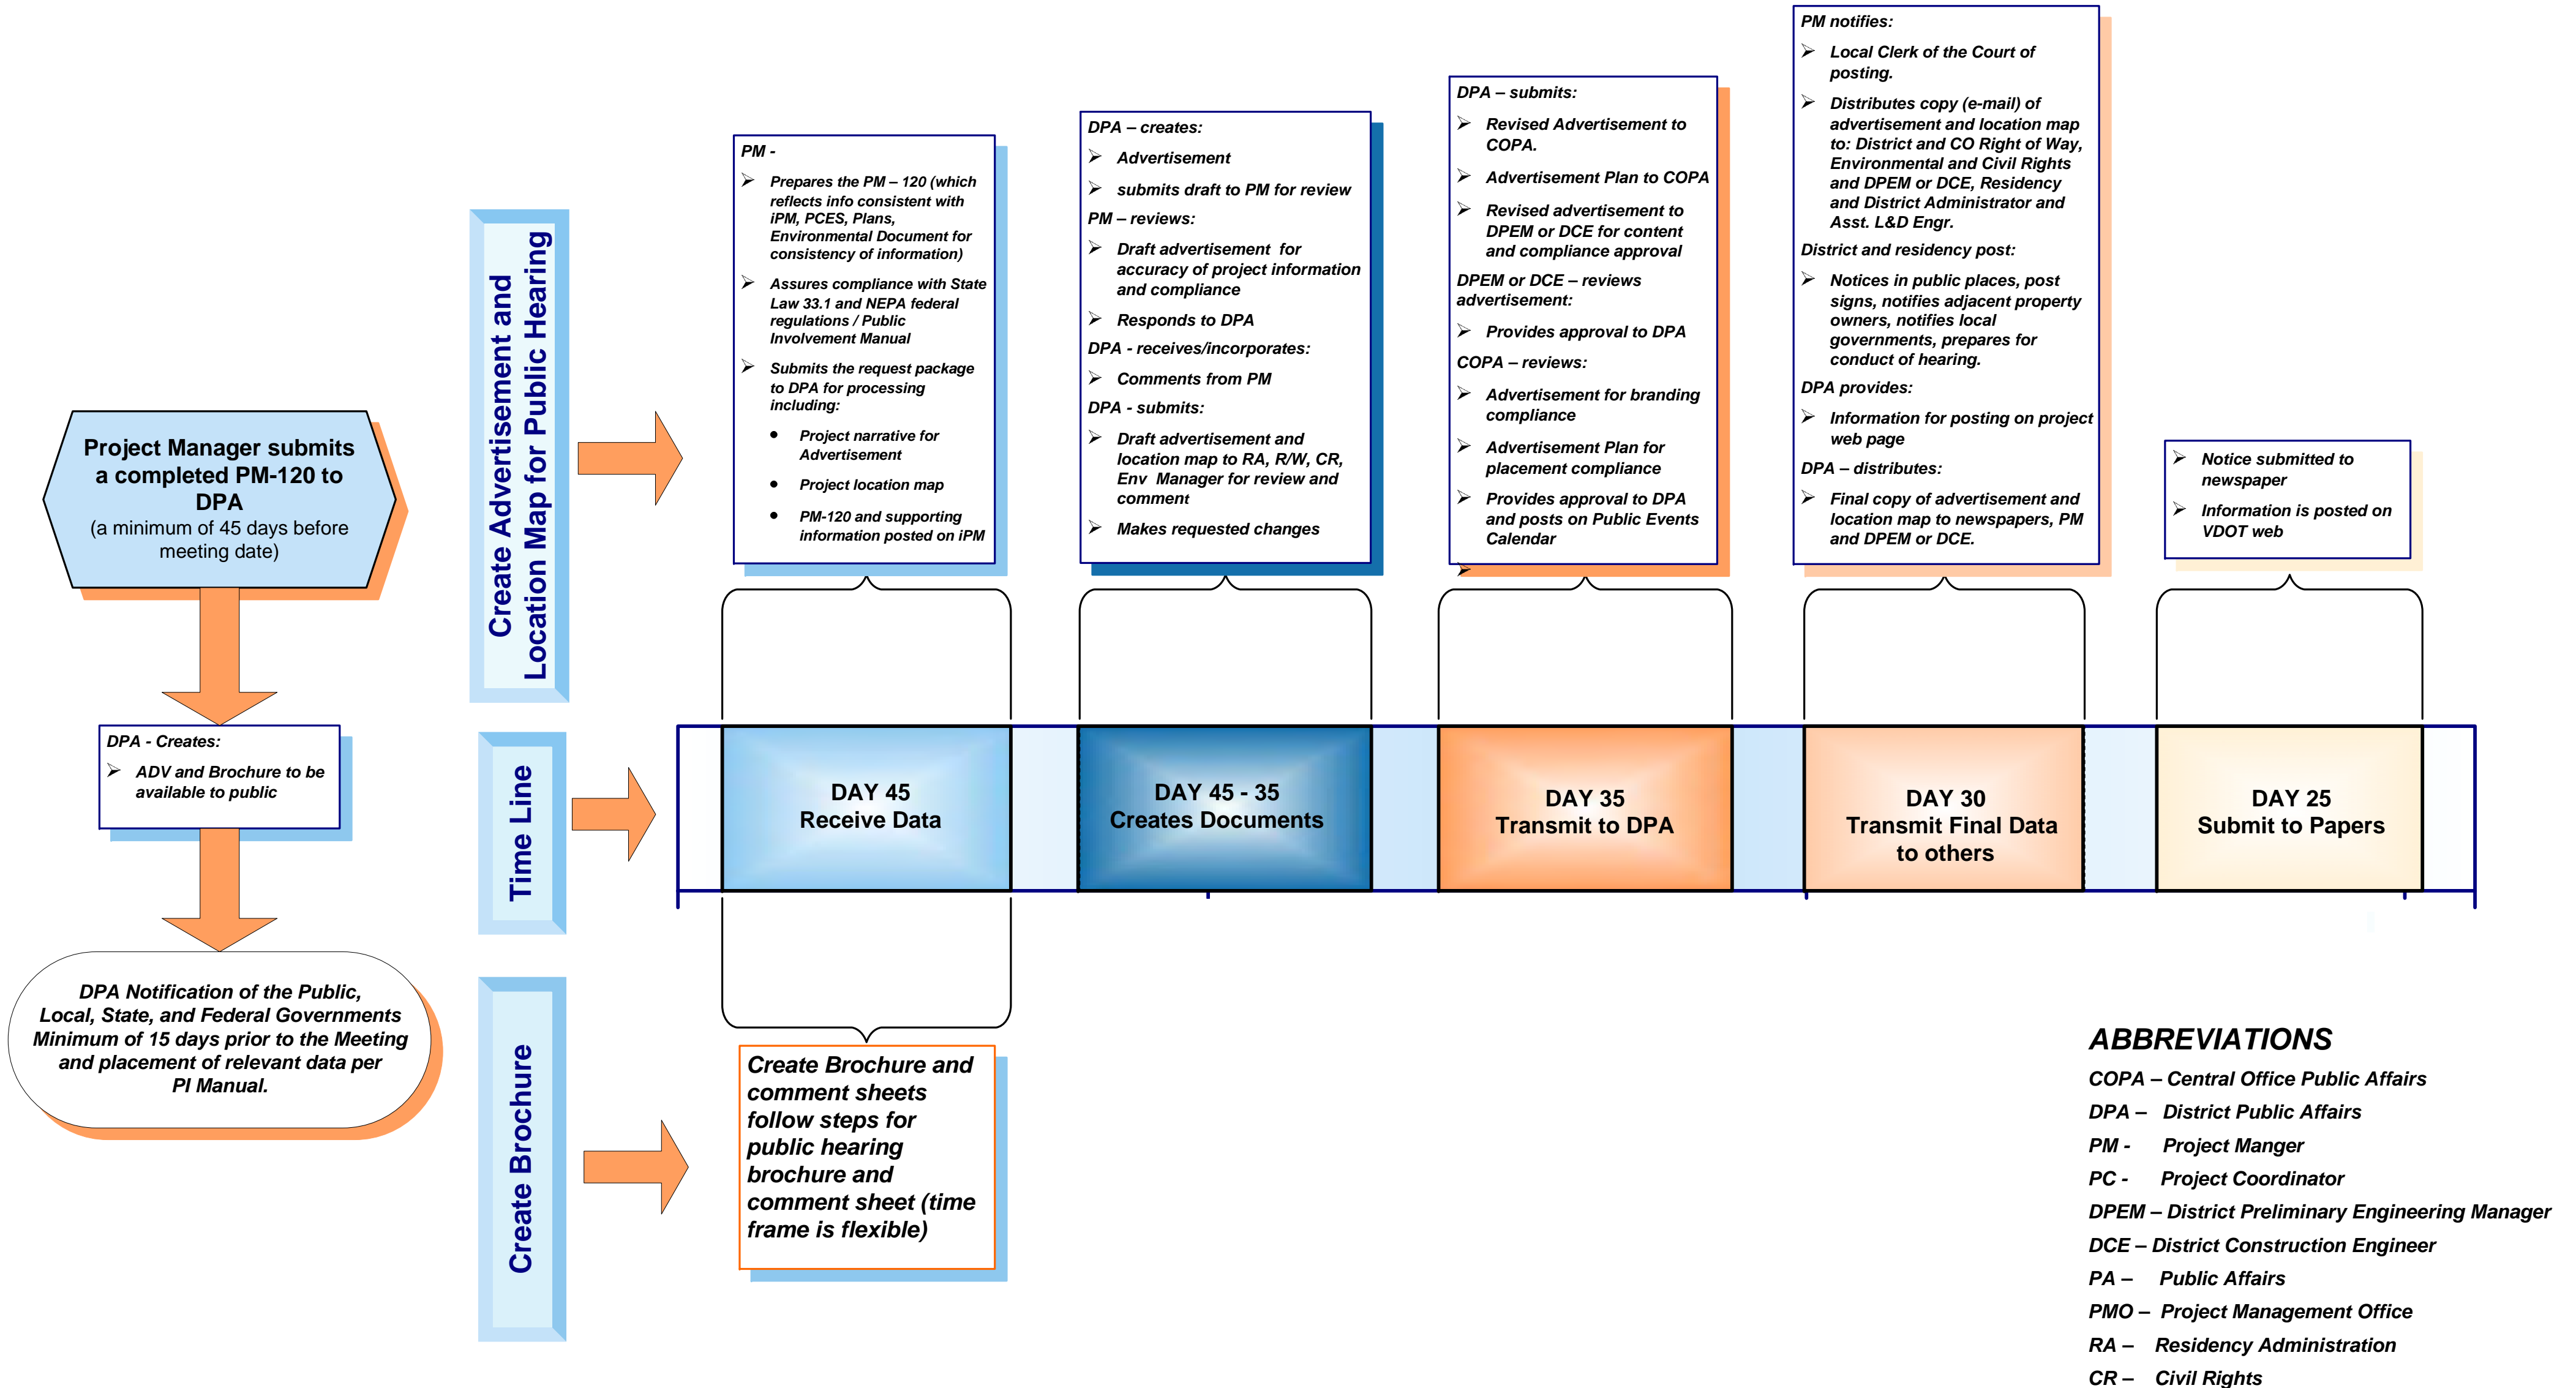 Project Manager submits
a completed PM-120 to
DPA
(a minimum of 45 days before
meeting date)
DPA - Creates:
➢ ADV and Brochure to be
available to public
DPA Notification of the Public,
Local, State, and Federal Governments
Minimum of 15 days prior to the Meeting
and placement of relevant data per
PI Manual.
Create Advertisement and
Location Map for Public Hearing
PM -
➢ Prepares the PM – 120 (which
reflects info consistent with
iPM, PCES, Plans,
Environmental Document for
consistency of information)
➢ Assures compliance with State
Law 33.1 and NEPA federal
regulations / Public
Involvement Manual
➢ Submits the request package
to DPA for processing
including:
• Project narrative for
Advertisement
• Project location map
• PM-120 and supporting
information posted on iPM
DPA – creates:
➢ Advertisement
➢ submits draft to PM for review
PM – reviews:
➢ Draft advertisement for
accuracy of project information
and compliance
➢ Responds to DPA
DPA - receives/incorporates:
➢ Comments from PM
DPA - submits:
➢ Draft advertisement and
location map to RA, R/W, CR,
Env Manager for review and
comment
➢ Makes requested changes
DPA – submits:
➢ Revised Advertisement to
COPA.
➢ Advertisement Plan to COPA
➢ Revised advertisement to
DPEM or DCE for content
and compliance approval
DPEM or DCE – reviews
advertisement:
➢ Provides approval to DPA
COPA – reviews:
➢ Advertisement for branding
compliance
➢ Advertisement Plan for
placement compliance
➢ Provides approval to DPA
and posts on Public Events
Calendar
➢
PM notifies:
➢ Local Clerk of the Court of
posting.
➢ Distributes copy (e-mail) of
advertisement and location map
to: District and CO Right of Way,
Environmental and Civil Rights
and DPEM or DCE, Residency
and District Administrator and
Asst. L&D Engr.
District and residency post:
➢ Notices in public places, post
signs, notifies adjacent property
owners, notifies local
governments, prepares for
conduct of hearing.
DPA provides:
➢ Information for posting on project
web page
DPA – distributes:
➢ Final copy of advertisement and
location map to newspapers, PM
and DPEM or DCE.
➢ Notice submitted to
newspaper
➢ Information is posted on
VDOT web
Time Line
DAY 45
Receive Data
DAY 45 - 35
Creates Documents
DAY 35
Transmit to DPA
DAY 30
Transmit Final Data
to others
DAY 25
Submit to Papers
Create Brochure
Create Brochure and
comment sheets
follow steps for
public hearing
brochure and
comment sheet (time
frame is flexible)
ABBREVIATIONS
COPA – Central Office Public Affairs
DPA – District Public Affairs
PM - Project Manger
PC - Project Coordinator
DPEM – District Preliminary Engineering Manager
DCE – District Construction Engineer
PA – Public Affairs
PMO – Project Management Office
RA – Residency Administration
CR – Civil Rights